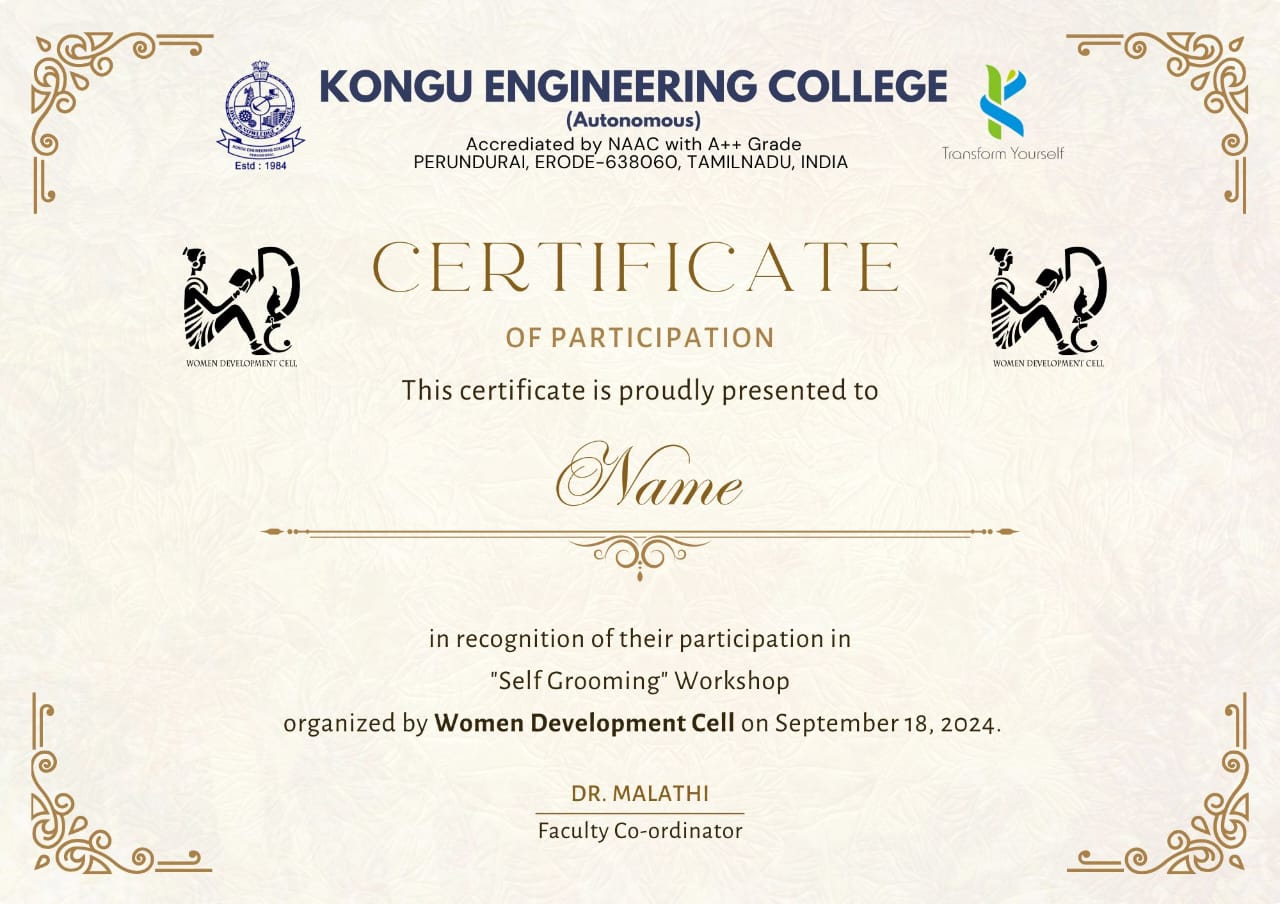 KONGU ENGINEERING COLLEGE
(Autonomous)
Accrediated by NAAC with A++ Grade
PERUNDURAI, ERODE-638060, TAMILNADU, INDIA
KONGU ENGINEERING COLLEGE
Estd : 1984
Transform Yourself
CERTIFICATE
OF PARTICIPATION
WOMEN DEVELOPMENT CELL
WOMEN DEVELOPMENT CELL
This certificate is proudly presented to
Name
in recognition of their participation in
"Self Grooming" Workshop
organized by Women Development Cell on September 18, 2024.
DR. MALATHI
Faculty Co-ordinator